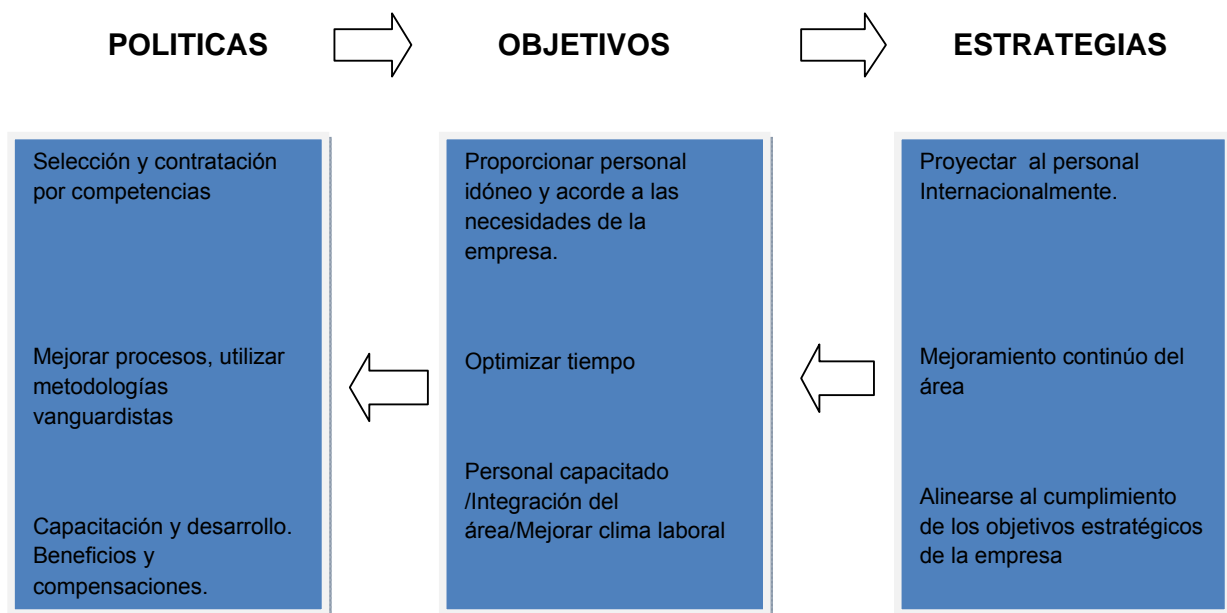 POLITICAS
OBJETIVOS
ESTRATEGIAS
Selección y contratación
por competencias
Mejorar procesos, utilizar
metodologías
vanguardistas
Capacitación y desarrollo.
Beneficios y
compensaciones.
Proporcionar personal
idóneo y acorde a las
necesidades de la
empresa.
Optimizar tiempo
Personal capacitado
/Integración del
área/Mejorar clima laboral
Proyectar al personal
Internacionalmente.
Mejoramiento continúo del
área
Alinearse al cumplimiento
de los objetivos estratégicos
de la empresa